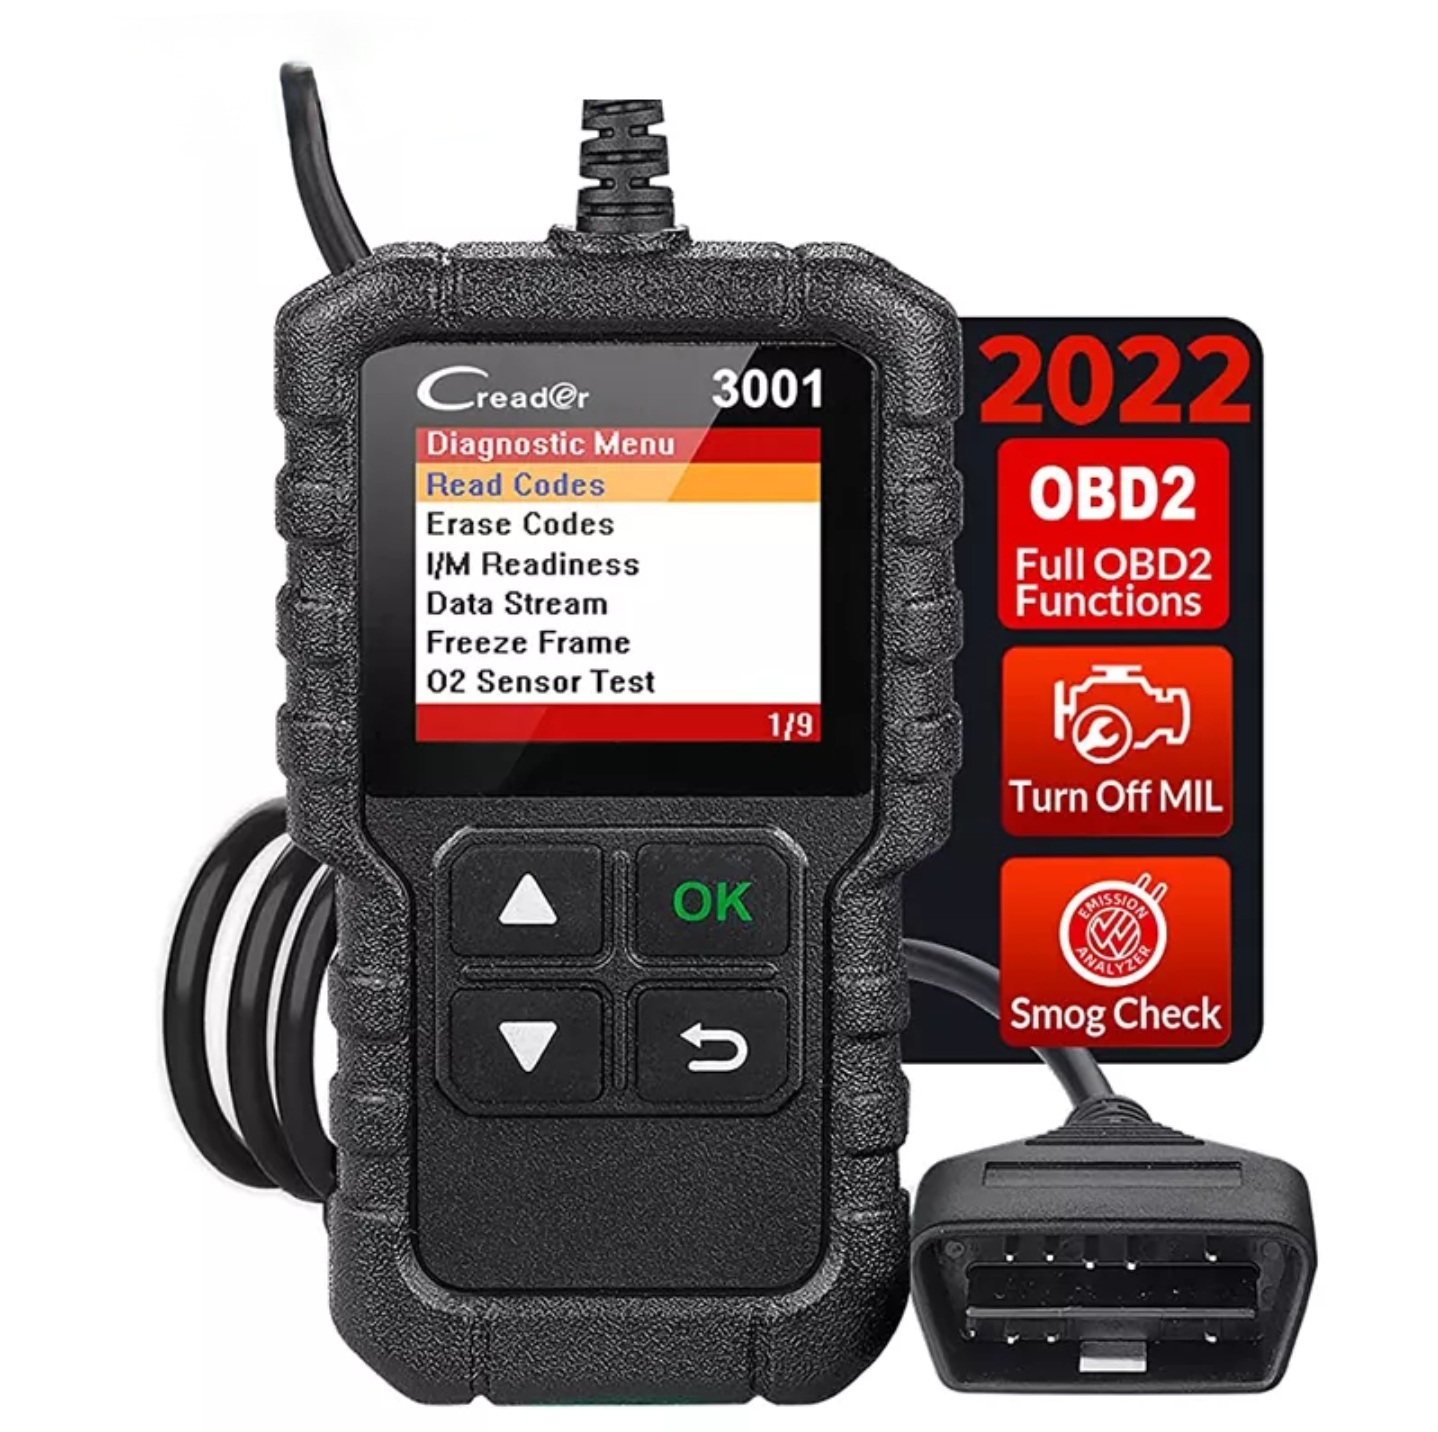 Creader 3001
Diagnostic Menu
Read Codes
Erase Codes
I/M Readiness
Data Stream
Freeze Frame
O2 Sensor Test
1/9
OK
2022
OBD2
Full OBD2
Functions
Turn Off MIL
EMISSION
ANALYZER
Smog Check